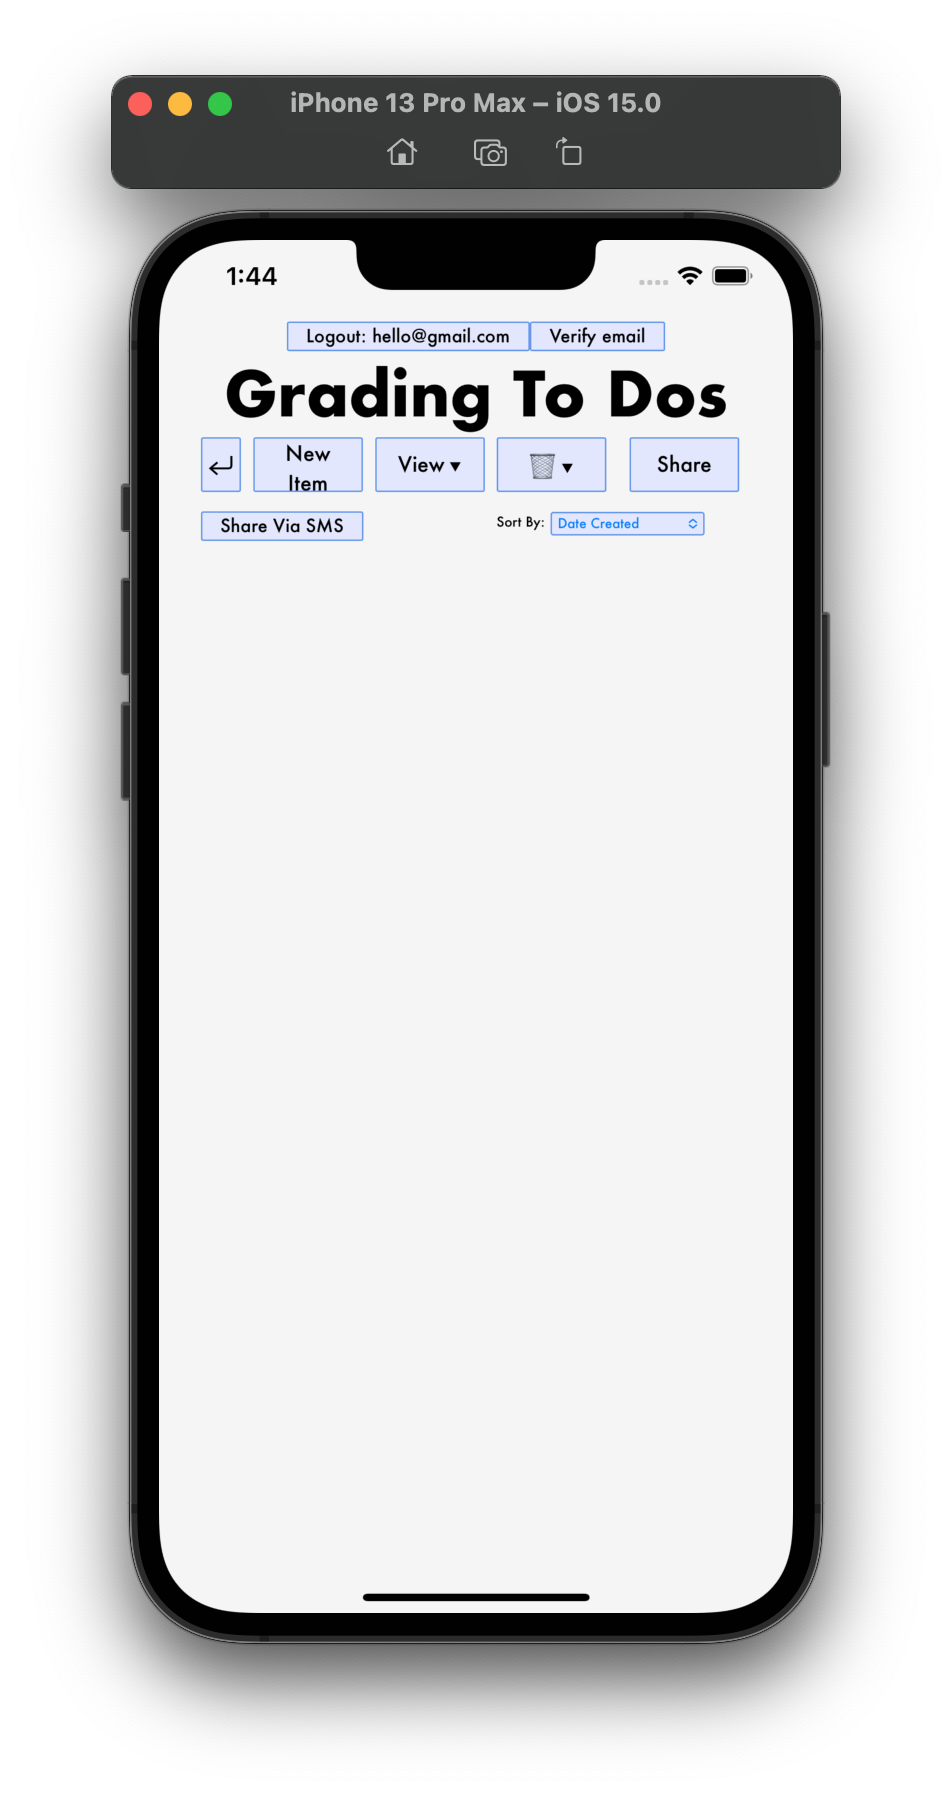 iPhone 13 Pro Max – iOS 15.0
1:44
Logout: hello@gmail.com Verify email
Grading To Dos
New Item View ▾ ▾ Share
Share Via SMS Sort By: Date Created